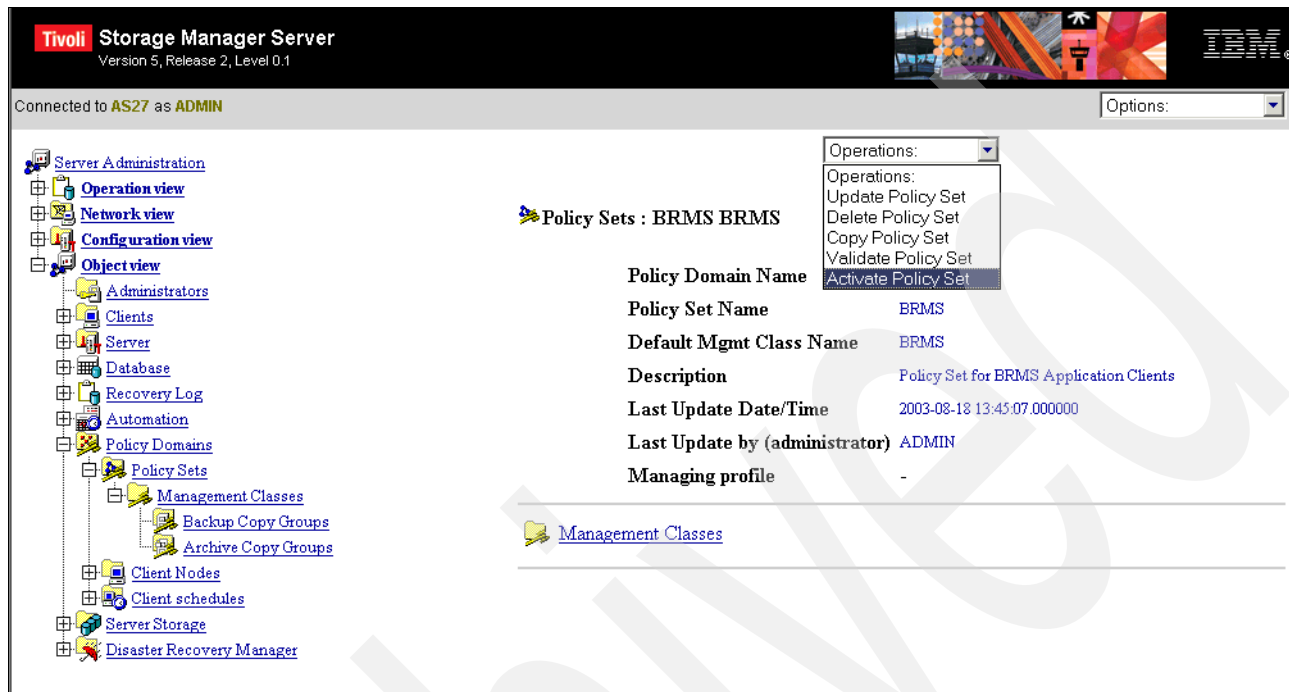 Tivoli Storage Manager Server
Version 5, Release 2, Level 0.1
IBM®
Connected to AS27 as ADMIN
Options:
Server Administration
Operation view
Network view
Configuration view
Object view
Administrators
Clients
Server
Database
Recovery Log
Automation
Policy Domains
Policy Sets
Management Classes
Backup Copy Groups
Archive Copy Groups
Client Nodes
Client schedules
Server Storage
Disaster Recovery Manager
Operations:
Operations:
Update Policy Set
Delete Policy Set
Copy Policy Set
Validate Policy Set
Activate Policy Set
Policy Sets : BRMS BRMS
Policy Domain Name
Policy Set Name BRMS
Default Mgmt Class Name BRMS
Description Policy Set for BRMS Application Clients
Last Update Date/Time 2003-08-18 13:45:07.000000
Last Update by (administrator) ADMIN
Managing profile -
Management Classes